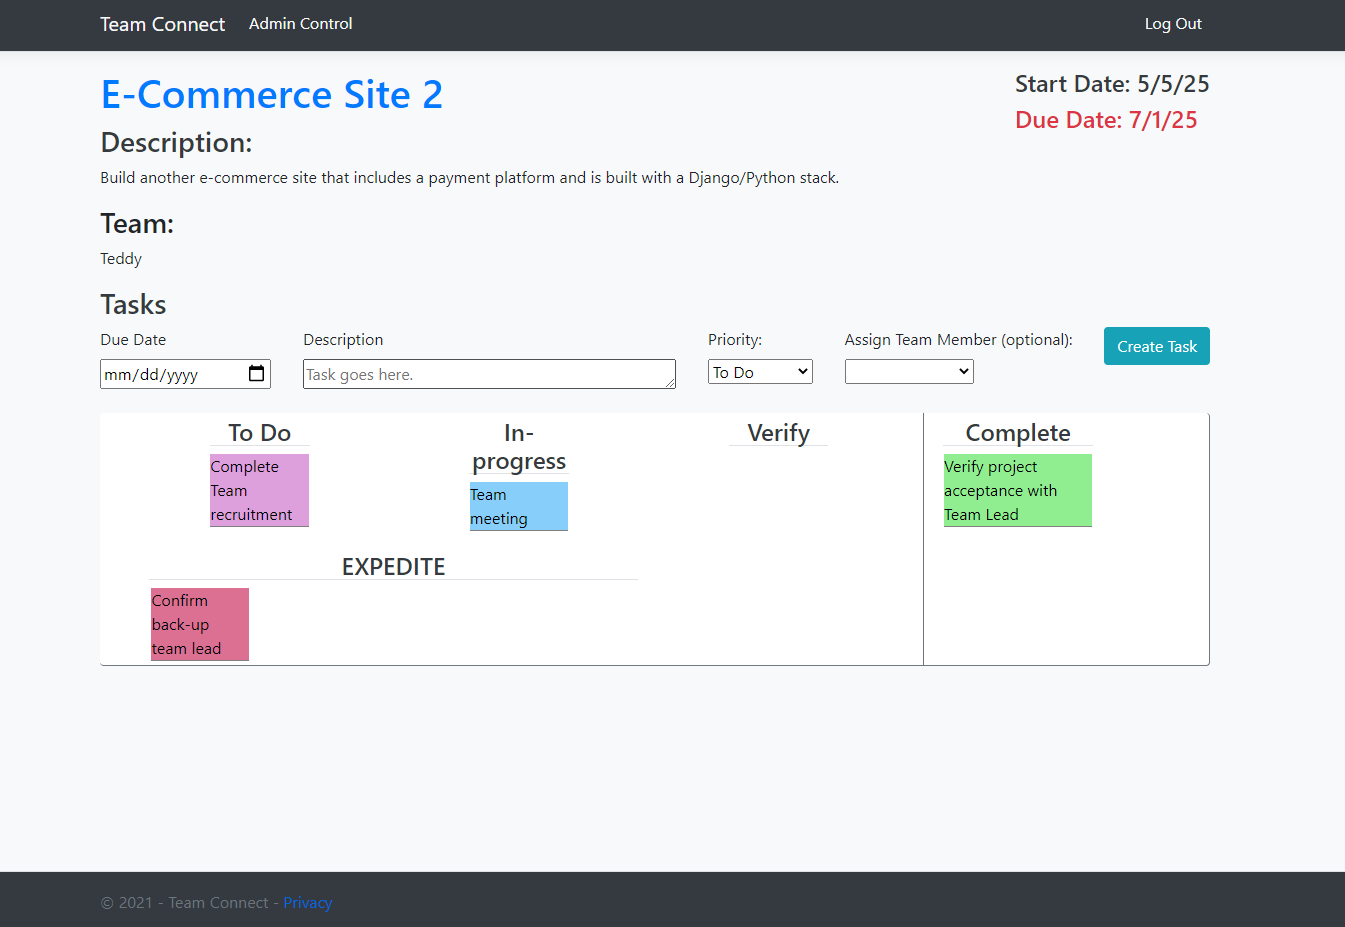 Team Connect Admin Control Log Out
E-Commerce Site 2
Start Date: 5/5/25
Due Date: 7/1/25
Description:
Build another e-commerce site that includes a payment platform and is built with a Django/Python stack.
Team:
Teddy
Tasks
Due Date Description Priority: Assign Team Member (optional):
Create Task
mm/dd/yyyy Task goes here. To Do
To Do
Complete
Team
recruitment
In-
progress
Team
meeting
Verify
Complete
Verify project
acceptance with
Team Lead
EXPEDITE
Confirm
back-up
team lead
© 2021 - Team Connect - Privacy